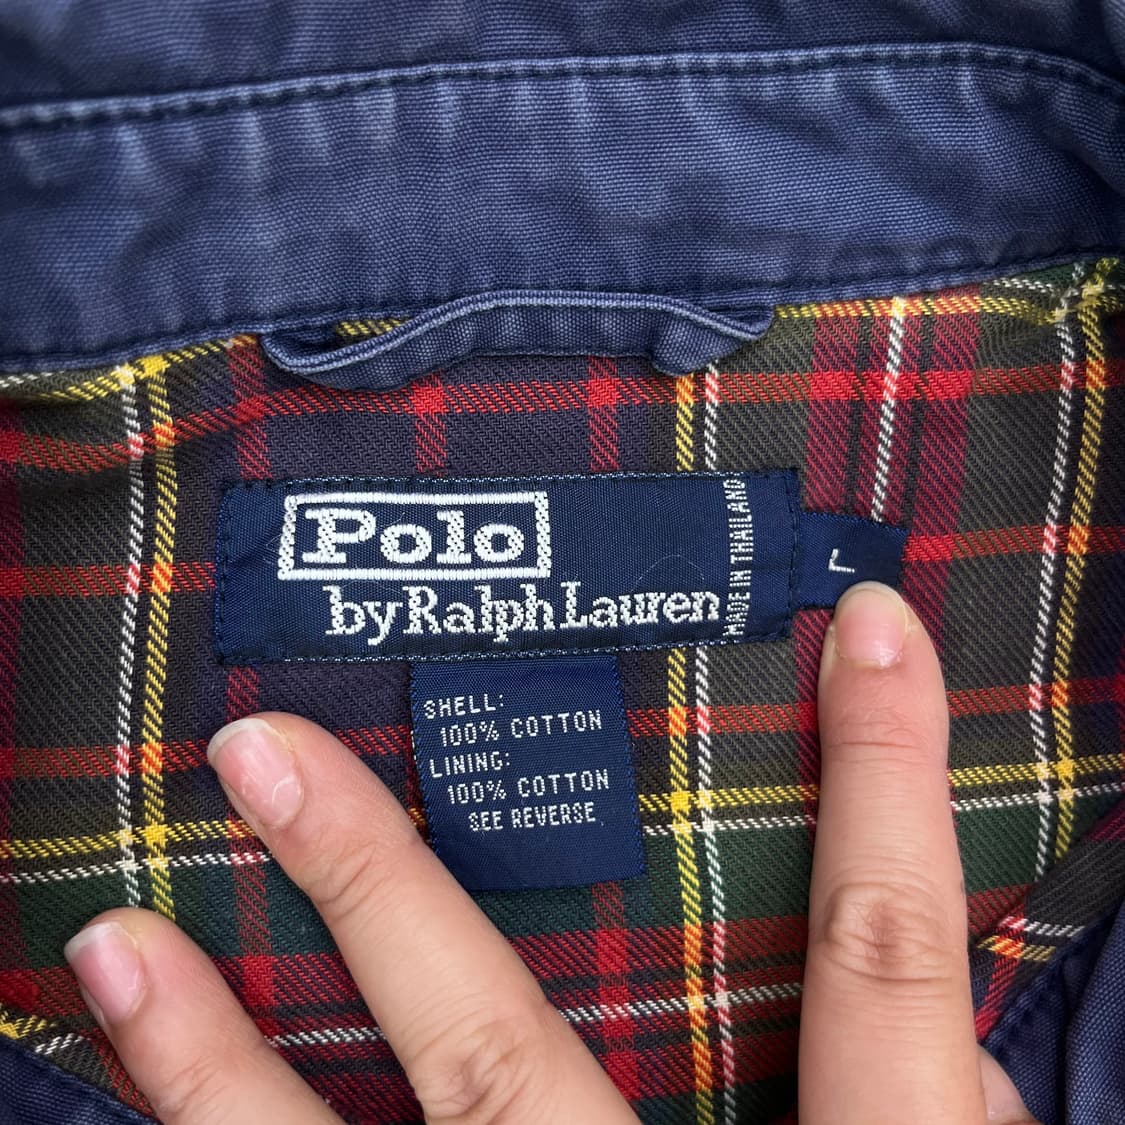 Polo
by Ralph Lauren
MADE IN THAILAND
L
SHELL:
100% COTTON
LINING:
100% COTTON
SEE REVERSE